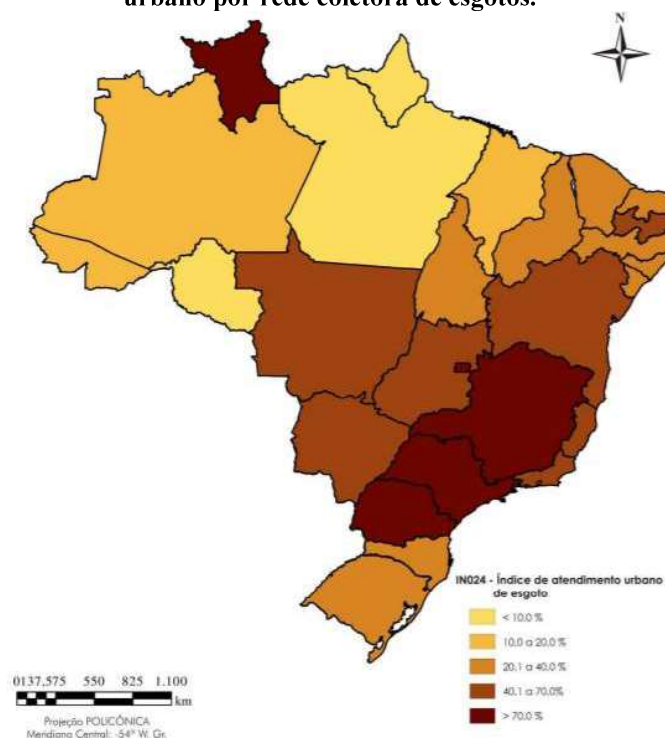 urbano por rede coletora de esgotos.
N
IN024 - Índice de atendimento urbano
de esgoto
< 10,0 %
10,0 a 20,0 %
20,1 a 40,0 %
40,1 a 70,0%
> 70,0 %
0137,575 550 825 1.100
km
Projeção POLICÔNICA
Meridiano Central: -54º W. Gr.